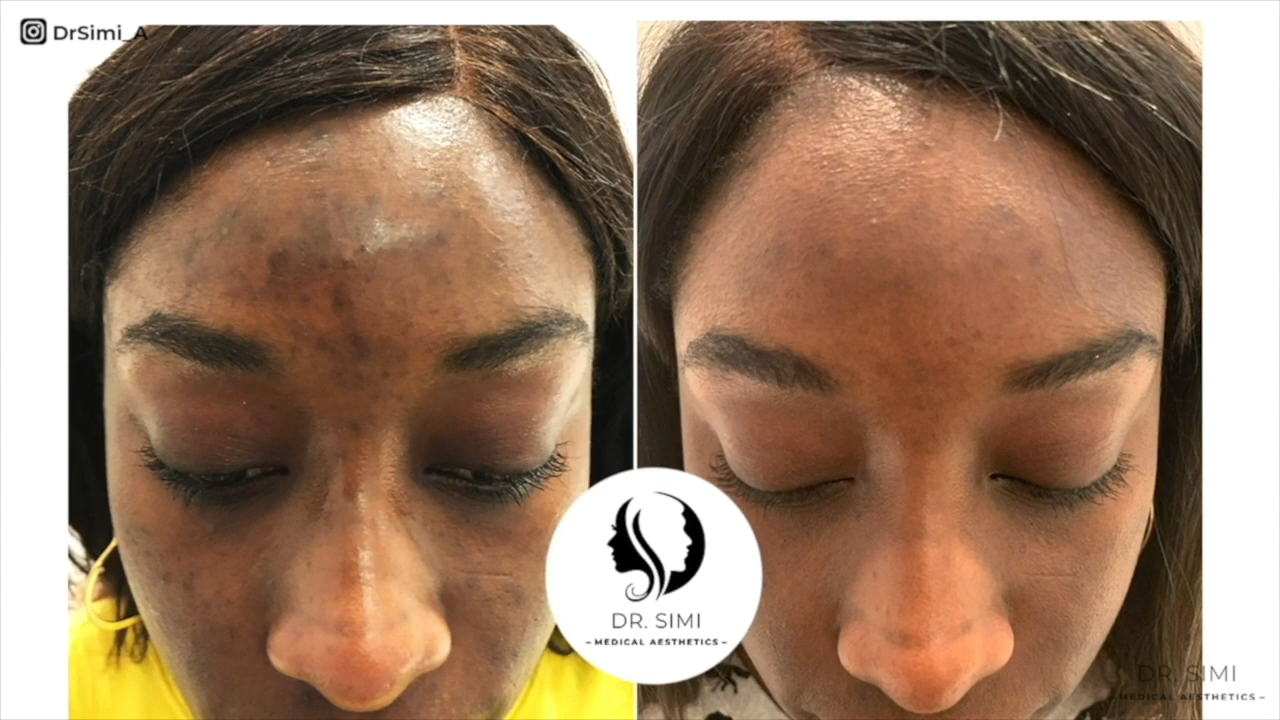 DrSimi_A
DR. SIMI
– MEDICAL AESTHETICS –
DR. SIMI
– MEDICAL AESTHETICS –